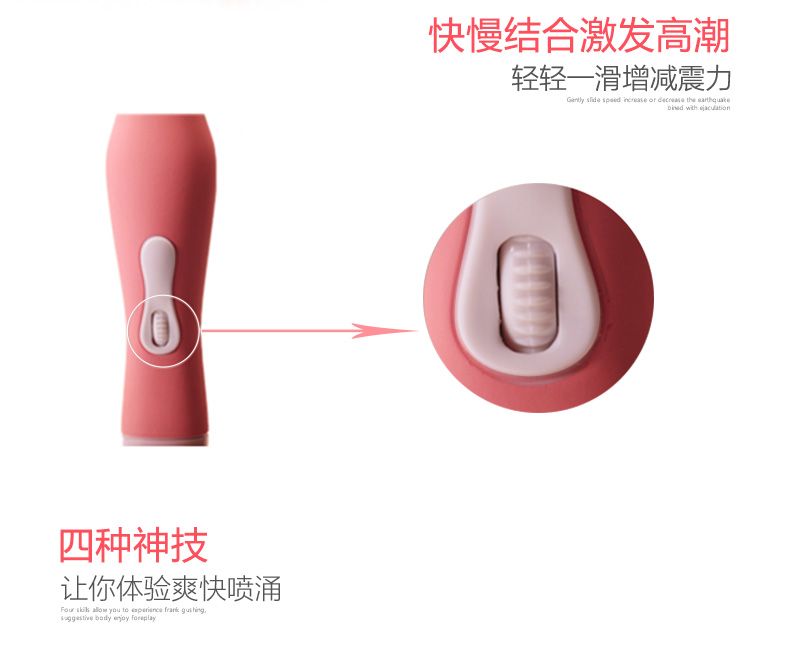 快慢结合激发高潮
轻轻一滑增减震力
Gently slide speed increase or decrease the earthquake
bined with ejaculation
四种神技
让你体验爽快喷涌
Four skills allow you to experience frank gushing,
suggestive body enjoy foreplay